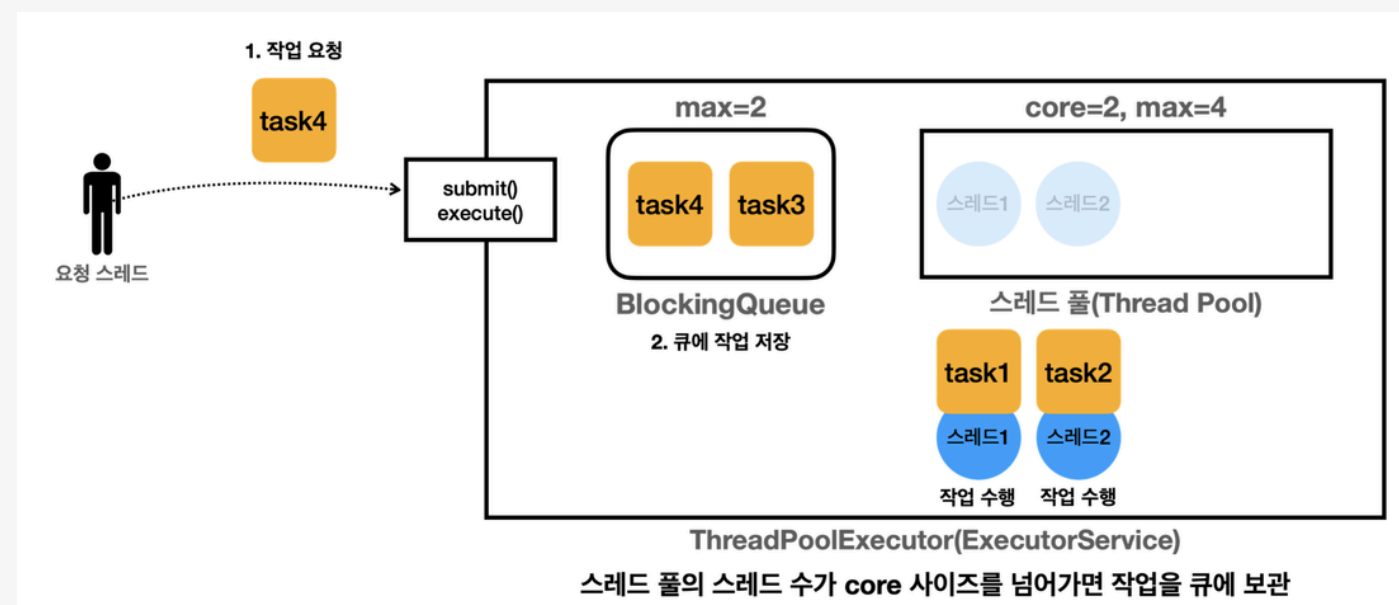 1. 작업 요청
task4
요청 스레드
submit()
execute()
max=2
task4 task3
BlockingQueue
2. 큐에 작업 저장
core=2, max=4
스레드1 스레드2
스레드 풀(Thread Pool)
task1 task2
스레드1 스레드2
작업 수행 작업 수행
ThreadPoolExecutor(ExecutorService)
스레드 풀의 스레드 수가 core 사이즈를 넘어가면 작업을 큐에 보관